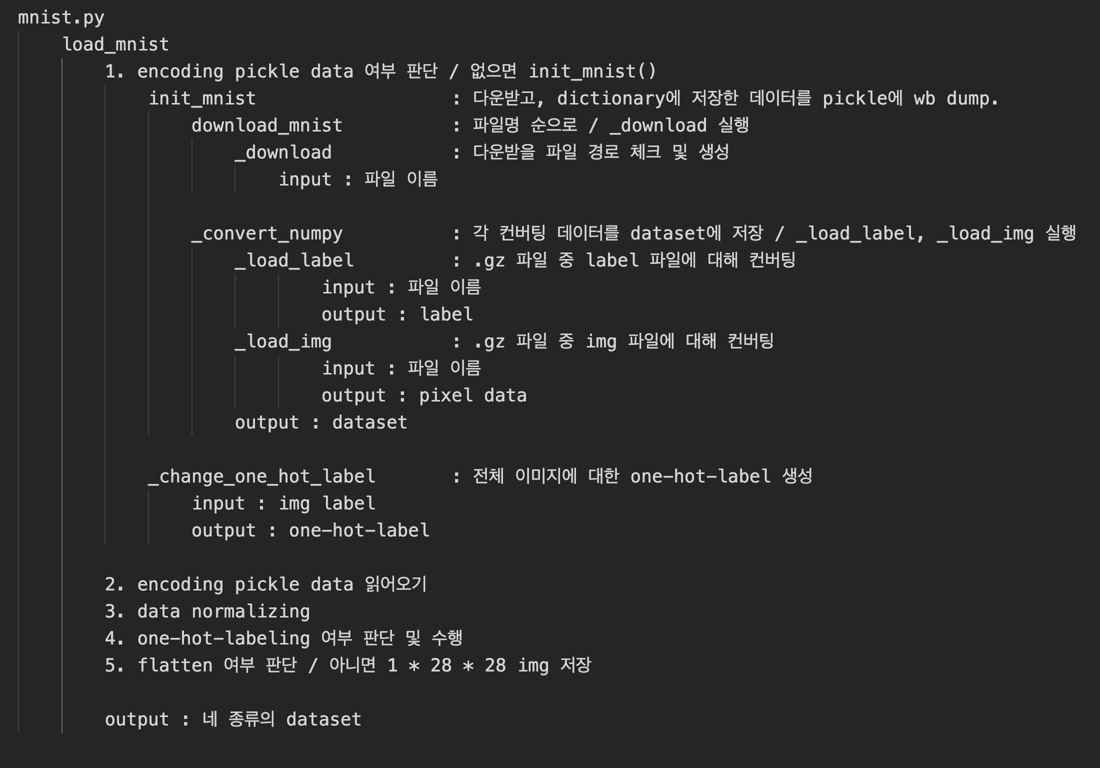 mnist.py
load_mnist
1. encoding pickle data 여부 판단 / 없으면 init_mnist()
init_mnist : 다운받고, dictionary에 저장한 데이터를 pickle에 wb dump.
download_mnist : 파일명 순으로 / _download 실행
_download : 다운받을 파일 경로 체크 및 생성
input : 파일 이름
_convert_numpy : 각 컨버팅 데이터를 dataset에 저장 / _load_label, _load_img 실행
_load_label : .gz 파일 중 label 파일에 대해 컨버팅
input : 파일 이름
output : label
_load_img : .gz 파일 중 img 파일에 대해 컨버팅
input : 파일 이름
output : pixel data
output : dataset
_change_one_hot_label : 전체 이미지에 대한 one-hot-label 생성
input : img label
output : one-hot-label
2. encoding pickle data 읽어오기
3. data normalizing
4. one-hot-labeling 여부 판단 및 수행
5. flatten 여부 판단 / 아니면 1 * 28 * 28 img 저장
output : 네 종류의 dataset